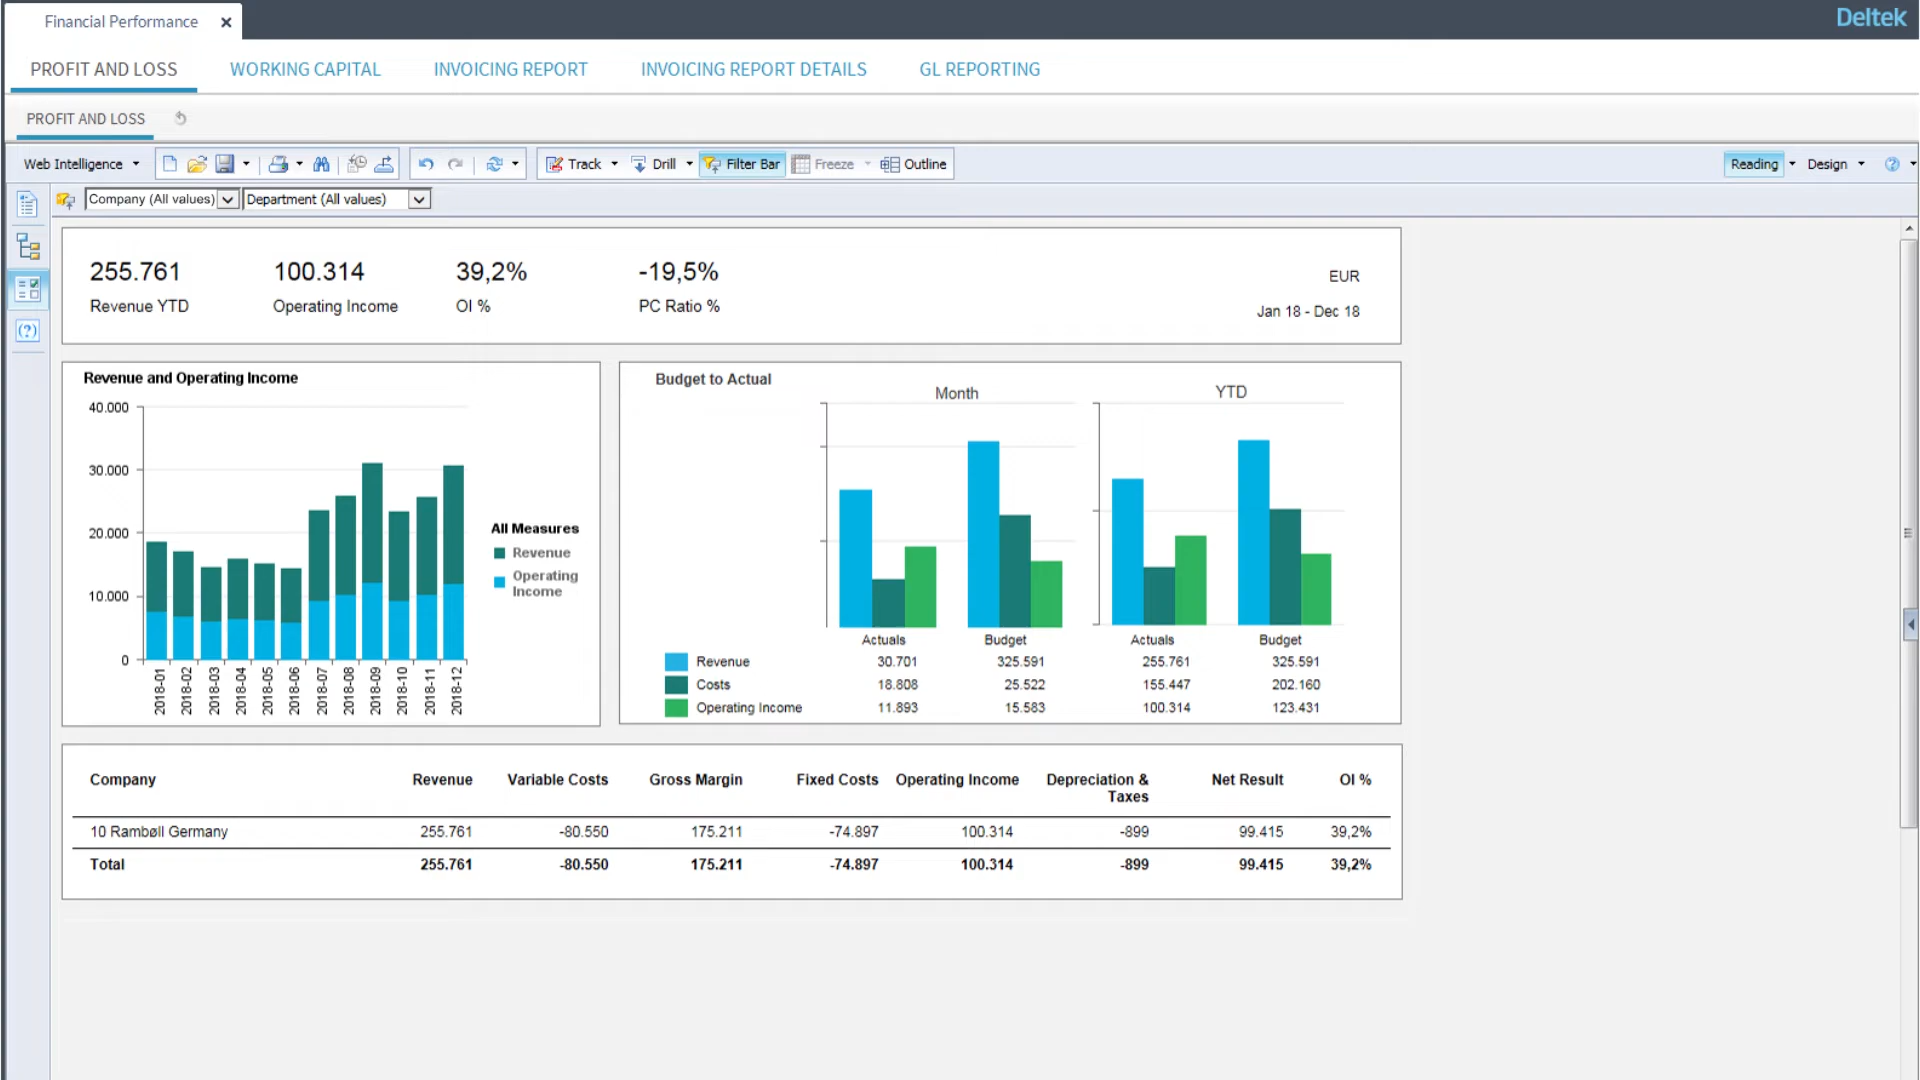 Financial Performance ×
Deltek
PROFIT AND LOSS WORKING CAPITAL INVOICING REPORT INVOICING REPORT DETAILS GL REPORTING
PROFIT AND LOSS
Web Intelligence Track Drill Filter Bar Freeze Outline Reading Design ?
Company (All values) Department (All values)
(?)
255.761 100.314 39,2% -19,5%
Revenue YTD Operating Income OI % PC Ratio %
EUR
Jan 18 - Dec 18
Revenue and Operating Income
40.000
30.000
20.000
10.000
0
2018-01 2018-02 2018-03 2018-04 2018-05 2018-06 2018-07 2018-08 2018-09 2018-10 2018-11 2018-12
All Measures
Revenue
Operating
Income
Budget to Actual
Month YTD
Actuals Budget Actuals Budget
Revenue 30.701 325.591 255.761 325.591
Costs 18.808 25.522 155.447 202.160
Operating Income 11.893 15.583 100.314 123.431
Company Revenue Variable Costs Gross Margin Fixed Costs Operating Income Depreciation & Net Result OI %
Taxes
10 Rambøll Germany 255.761 -80.550 175.211 -74.897 100.314 -899 99.415 39,2%
Total 255.761 -80.550 175.211 -74.897 100.314 -899 99.415 39,2%